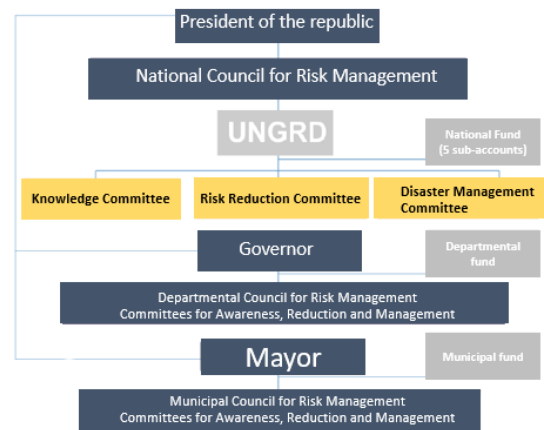 President of the republic
National Council for Risk Management
UNGRD
National Fund
(5 sub-accounts)
Knowledge Committee
Risk Reduction Committee
Disaster Management
Committee
Governor
Departmental
fund
Departmental Council for Risk Management
Committees for Awareness, Reduction and Management
Mayor
Municipal fund
Municipal Council for Risk Management
Committees for Awareness, Reduction and Management